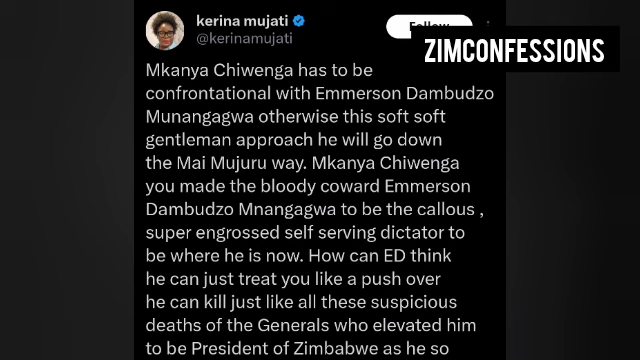 kerina mujati
@kerinamujati
Follow
ZIMCONFESSIONS
Mkanya Chiwenga has to be
confrontational with Emmerson Dambudzo
Munangagwa otherwise this soft soft
gentleman approach he will go down
the Mai Mujuru way. Mkanya Chiwenga
you made the bloody coward Emmerson
Dambudzo Mnangagwa to be the callous ,
super engrossed self serving dictator to
be where he is now. How can ED think
he can just treat you like a push over
he can kill just like all these suspicious
deaths of the Generals who elevated him
to be President of Zimbabwe as he so